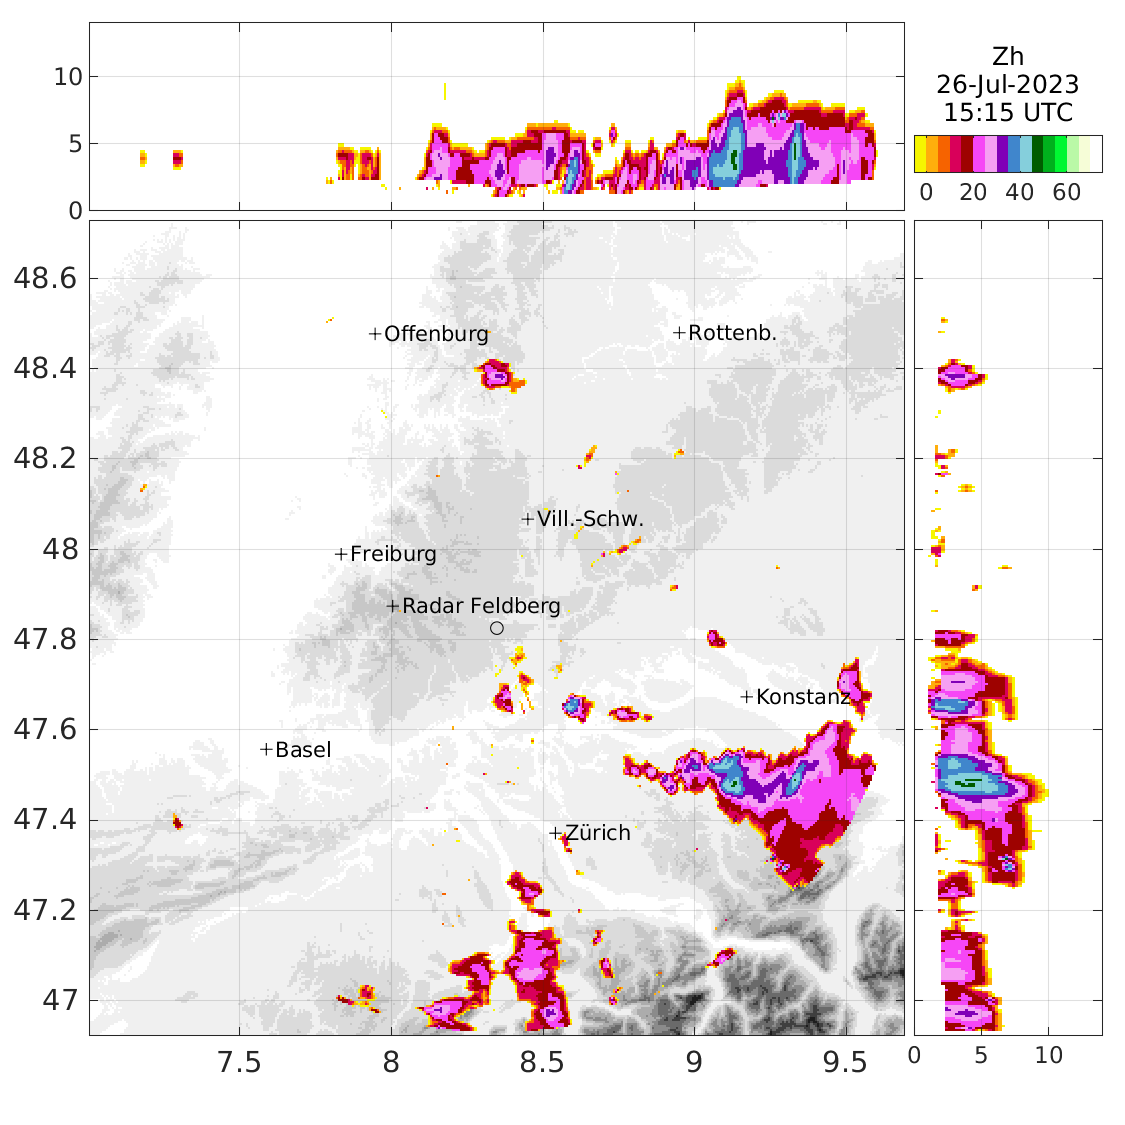 10
5
0
Zh
26-Jul-2023
15:15 UTC
0 20 40 60
48.6
48.4
48.2
48
47.8
47.6
47.4
47.2
47
Offenburg
Rottenb.
Vill.-Schw.
Freiburg
Radar Feldberg
Konstanz
Basel
Zürich
7.5 8 8.5 9 9.5
0 5 10